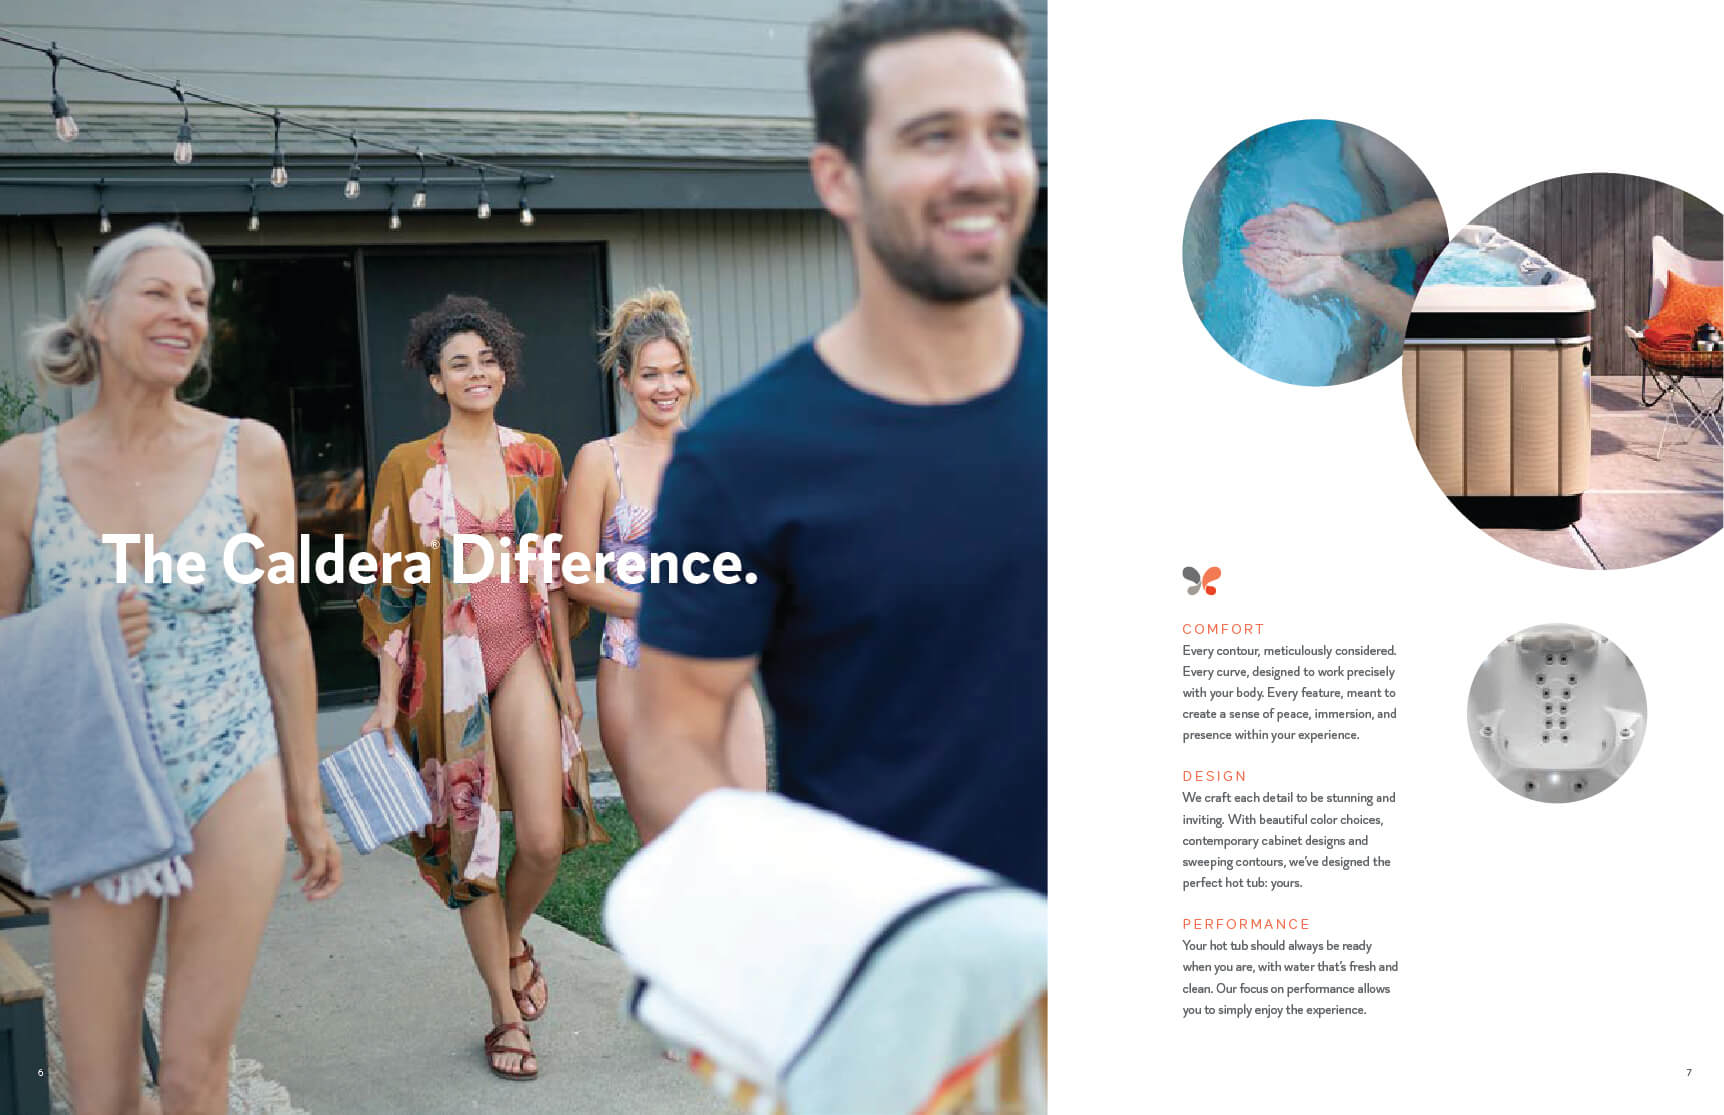 The Caldera® Difference.
COMFORT
Every contour, meticulously considered.
Every curve, designed to work precisely
with your body. Every feature, meant to
create a sense of peace, immersion, and
presence within your experience.
DESIGN
We craft each detail to be stunning and
inviting. With beautiful color choices,
contemporary cabinet designs and
sweeping contours, we've designed the
perfect hot tub: yours.
PERFORMANCE
Your hot tub should always be ready
when you are, with water that's fresh and
clean. Our focus on performance allows
you to simply enjoy the experience.
6
7